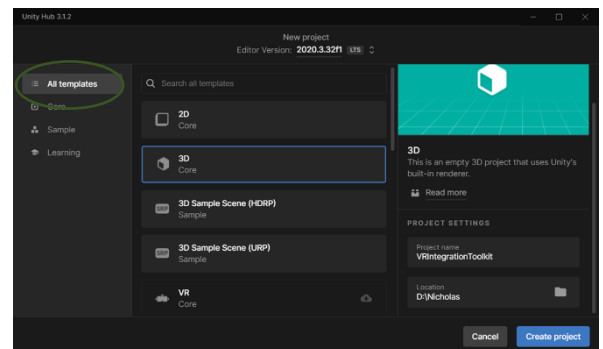 Unity Hub 3.1.2
New project
Editor Version: 2020.3.32f1 LTS
All templates
Core
Sample
Learning
Search all templates
2D
Core
3D
Core
SRP
3D Sample Scene (HDRP)
Sample
SRP
3D Sample Scene (URP)
Sample
VR
Core
3D
This is an empty 3D project that uses Unity's
built-in renderer.
Read more
PROJECT SETTINGS
Project name
VRIntegrationToolkit
Location
D:\Nicholas
Cancel
Create project